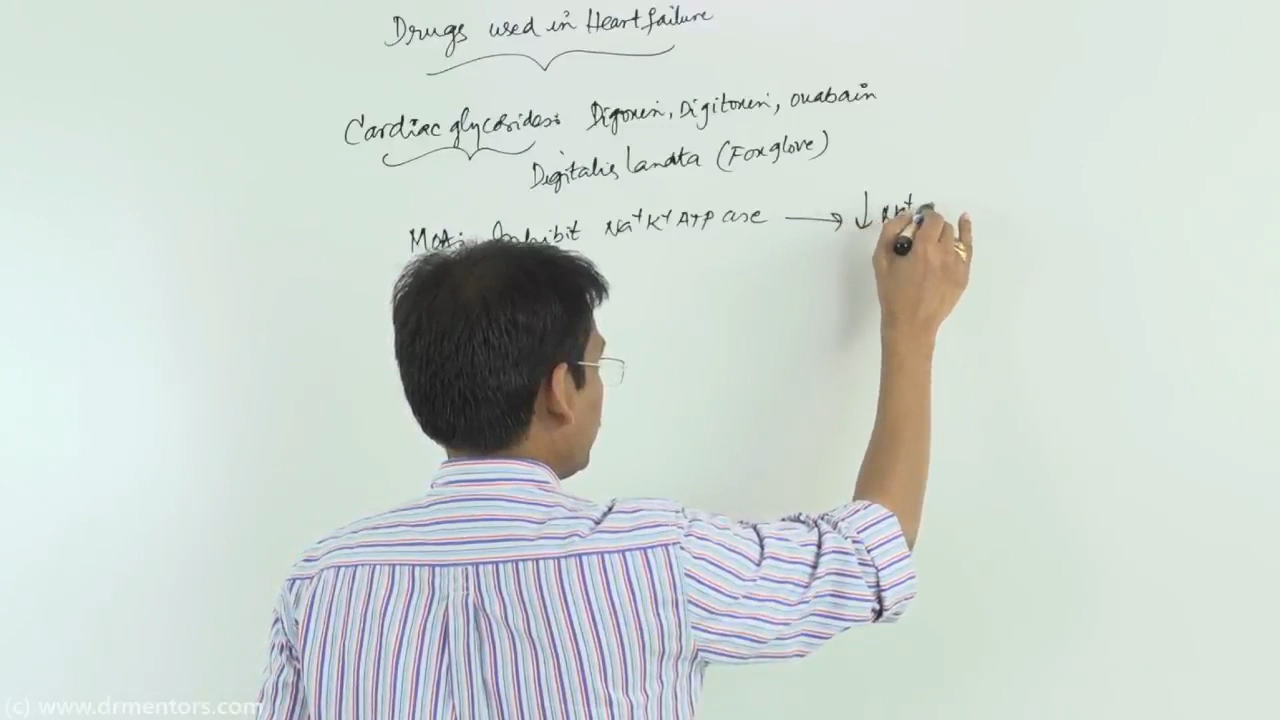 Drugs used in Heart failure
Cardiac glycosides: Digoxin, Digitoxin, ouabain
Digitalis lanata (Foxglove)
MOA: Inhibit Na⁺K⁺ATPase → ↓
(c) www.drmentors.com